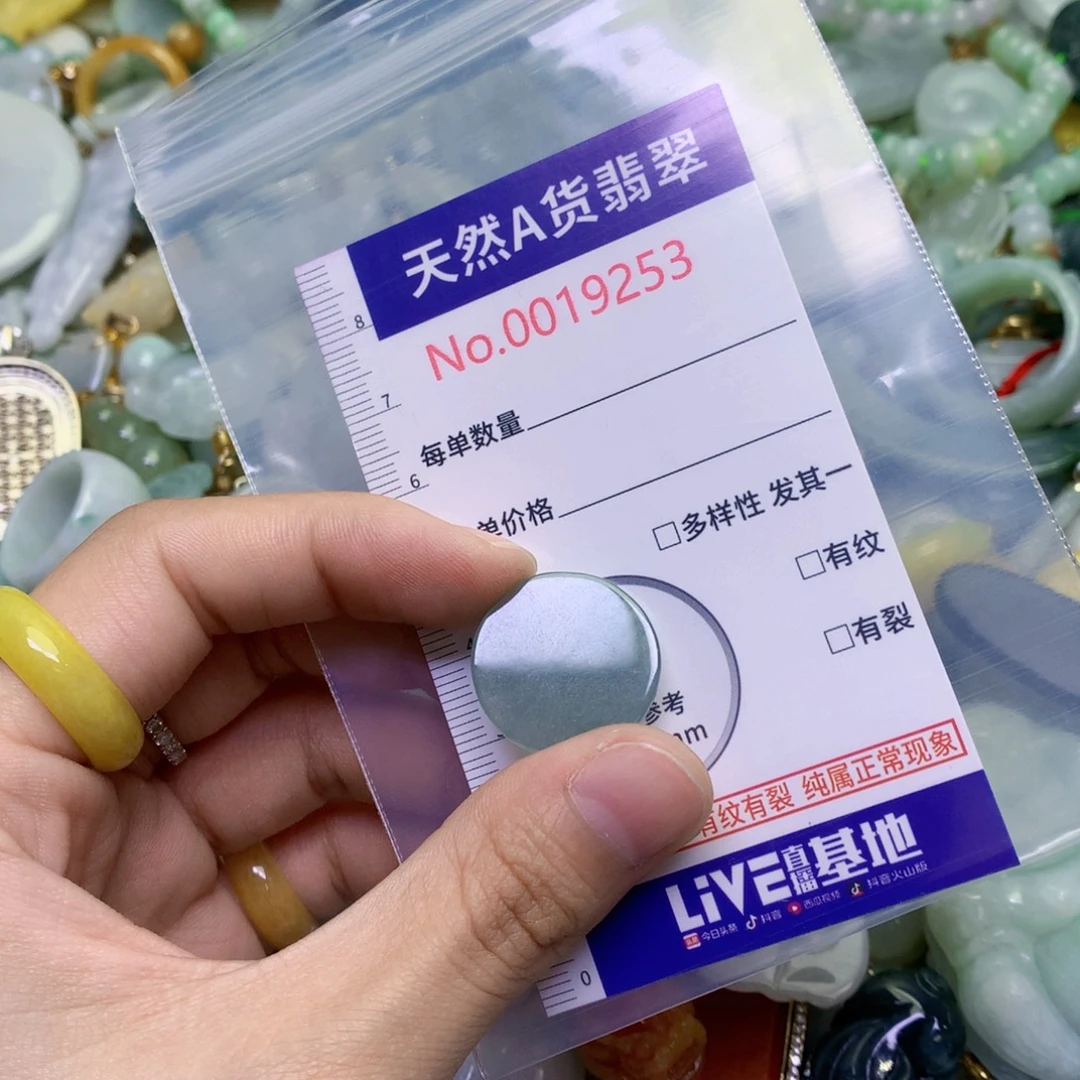 天然A货翡翠
No.0019253
8
7
每单数量
6
单价格
□多样性 发其一
□有纹
□有裂
参考
mm
有纹有裂 纯属正常现象
LiVE直播基地
今日头条 抖音 西瓜视频 抖音火山版
0